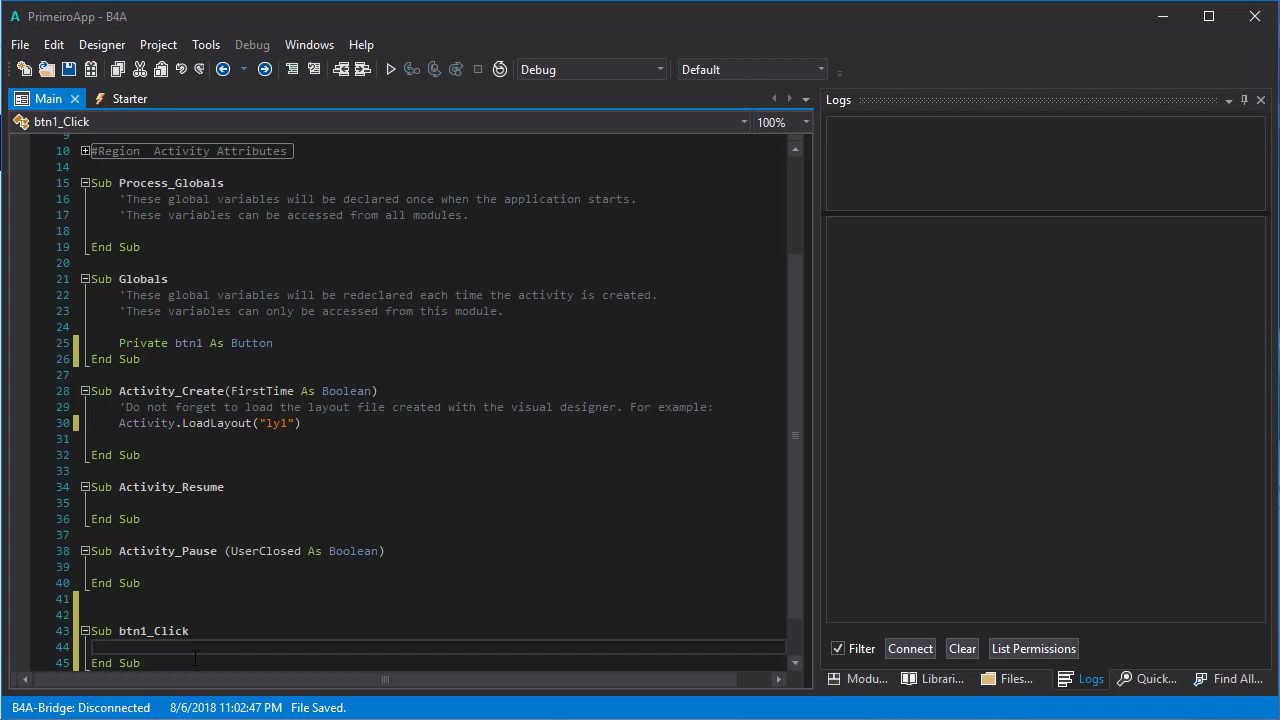 PrimeiroApp - B4A
File Edit Designer Project Tools Debug Windows Help
Debug Default
Main Starter
Logs
btn1_Click 100%
9
10 #Region Activity Attributes
14
15 Sub Process_Globals
16 'These global variables will be declared once when the application starts.
17 'These variables can be accessed from all modules.
18
19 End Sub
20
21 Sub Globals
22 'These global variables will be redeclared each time the activity is created.
23 'These variables can only be accessed from this module.
24
25 Private btn1 As Button
26 End Sub
27
28 Sub Activity_Create(FirstTime As Boolean)
29 'Do not forget to load the layout file created with the visual designer. For example:
30 Activity.LoadLayout("ly1")
31
32 End Sub
33
34 Sub Activity_Resume
35
36 End Sub
37
38 Sub Activity_Pause (UserClosed As Boolean)
39
40 End Sub
41
42
43 Sub btn1_Click
44
45 End Sub
Filter Connect Clear List Permissions
Modu... Librari... Files... Logs Quick... Find All...
B4A-Bridge: Disconnected 8/6/2018 11:02:47 PM File Saved.